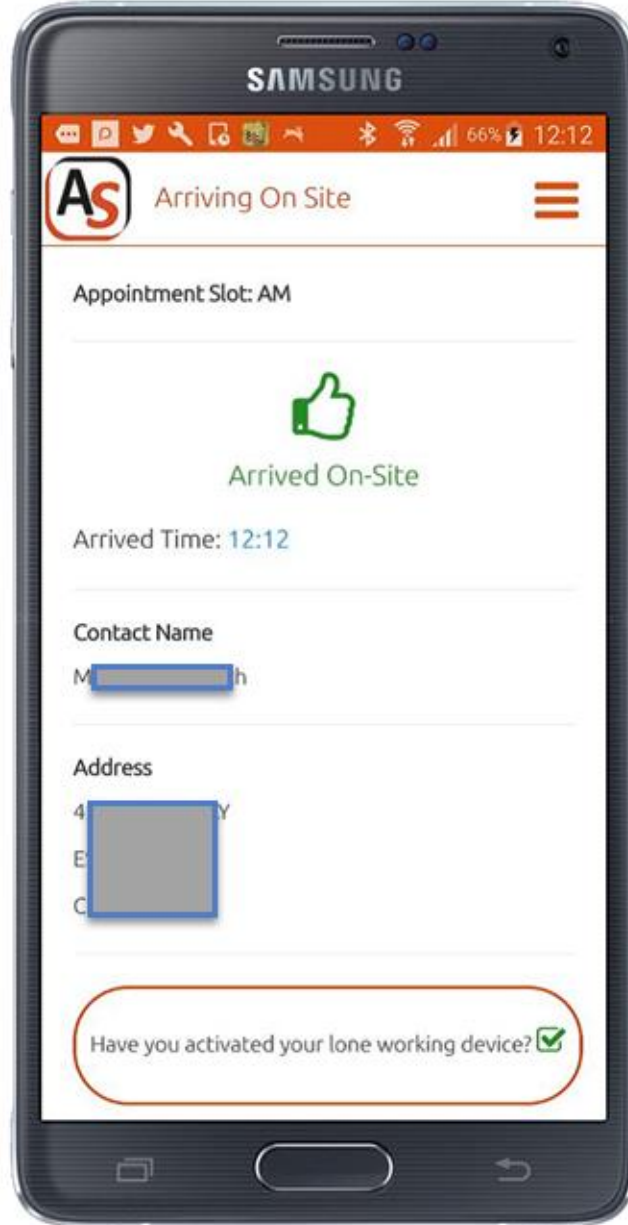 SAMSUNG
66% 12:12
AS Arriving On Site
Appointment Slot: AM
Arrived On-Site
Arrived Time: 12:12
Contact Name
M h
Address
4 Y
E
C
Have you activated your lone working device?